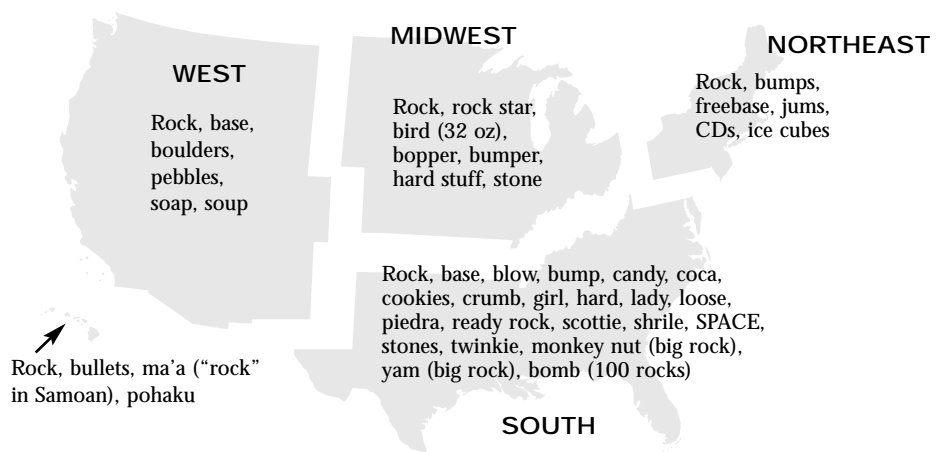 WEST
Rock, base,
boulders,
pebbles,
soap, soup
MIDWEST
Rock, rock star,
bird (32 oz),
bopper, bumper,
hard stuff, stone
NORTHEAST
Rock, bumps,
freebase, jums,
CDs, ice cubes
Rock, base, blow, bump, candy, coca,
cookies, crumb, girl, hard, lady, loose,
piedra, ready rock, scottie, shrile, SPACE,
stones, twinkie, monkey nut (big rock),
yam (big rock), bomb (100 rocks)
SOUTH
Rock, bullets, ma’a (“rock”
in Samoan), pohaku